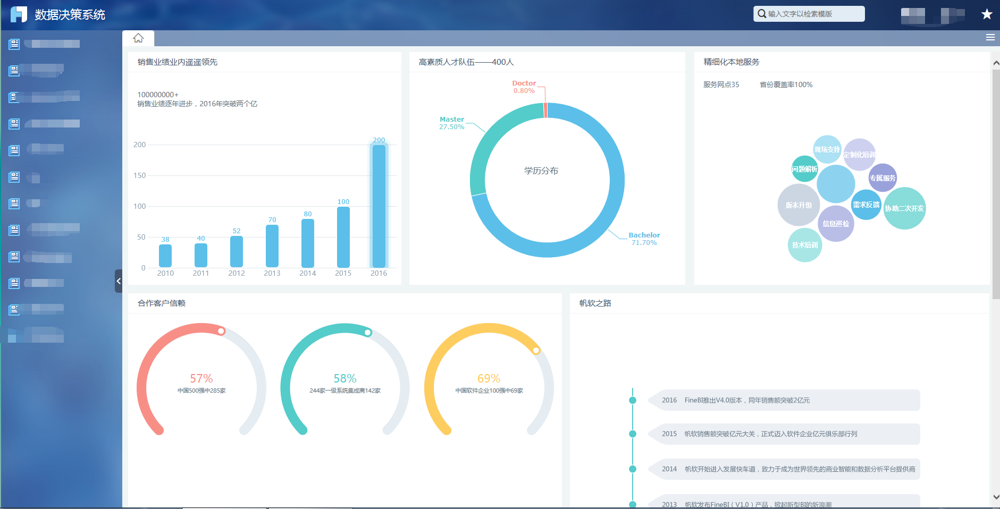 数据决策系统
输入文字以检索模版
销售业绩业内遥遥领先
100000000+
销售业绩逐年进步，2016年突破两个亿
200
150
100
50
0
38
40
52
70
80
100
200
2010
2011
2012
2013
2014
2015
2016
高素质人才队伍——400人
Doctor
0.80%
Master
27.50%
学历分布
Bachelor
71.70%
精细化本地服务
服务网点35 省份覆盖率100%
现场支持
定制化培训
问题解析
专属服务
版本升级
需求反馈
协助二次开发
信息巡检
技术培训
合作客户信赖
57%
中国500强中285家
58%
244家一级系统集成商142家
69%
中国软件企业100强中69家
帆软之路
2016 FineBI推出V4.0版本，同年销售额突破2亿元
2015 帆软销售额突破亿元大关，正式迈入软件企业亿元俱乐部行列
2014 帆软开始进入发展快车道，致力于成为世界领先的商业智能和数据分析平台提供商
2013 帆软发布FineBI（V1.0）产品，掀起新型BI的新浪潮